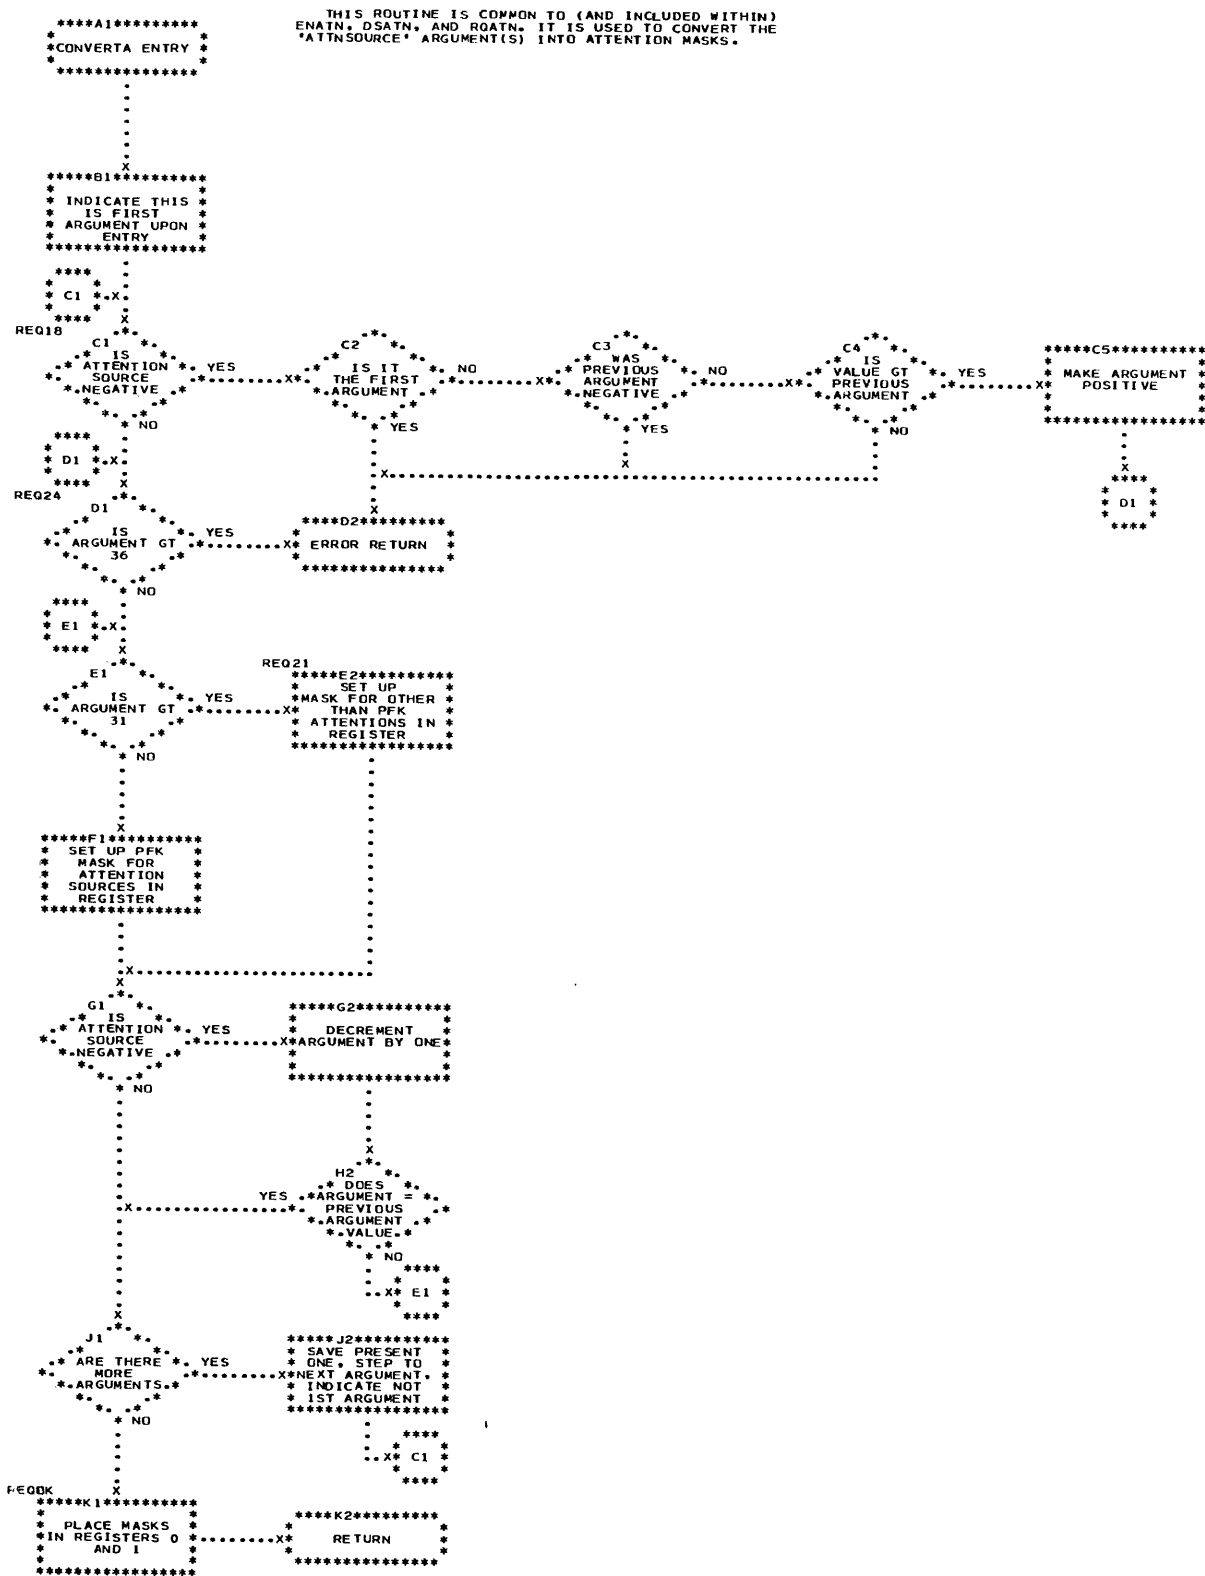 THIS ROUTINE IS COMMON TO (AND INCLUDED WITHIN)
ENATN, DSATN, AND RQATN. IT IS USED TO CONVERT THE
'ATTNSOURCE' ARGUMENT(S) INTO ATTENTION MASKS.
A1
CONVERTA ENTRY
B1
INDICATE THIS
IS FIRST
ARGUMENT UPON
ENTRY
C1
REQ18
C1
IS
ATTENTION
SOURCE
NEGATIVE
YES
NO
C2
IS IT
THE FIRST
ARGUMENT
NO
YES
C3
WAS
PREVIOUS
ARGUMENT
NEGATIVE
NO
YES
C4
IS
VALUE GT
PREVIOUS
ARGUMENT
YES
NO
C5
MAKE ARGUMENT
POSITIVE
D1
D1
REQ24
D1
IS
ARGUMENT GT
36
YES
NO
D2
ERROR RETURN
E1
E1
IS
ARGUMENT GT
31
YES
NO
REQ21
E2
SET UP
MASK FOR OTHER
THAN PFK
ATTENTIONS IN
REGISTER
F1
SET UP PFK
MASK FOR
ATTENTION
SOURCES IN
REGISTER
G1
IS
ATTENTION
SOURCE
NEGATIVE
YES
NO
G2
DECREMENT
ARGUMENT BY ONE
H2
DOES
ARGUMENT =
PREVIOUS
ARGUMENT
VALUE
YES
NO
E1
J1
ARE THERE
MORE
ARGUMENTS
YES
NO
J2
SAVE PRESENT
ONE, STEP TO
NEXT ARGUMENT.
INDICATE NOT
1ST ARGUMENT
C1
K1
PLACE MASKS
IN REGISTERS 0
AND 1
K2
RETURN